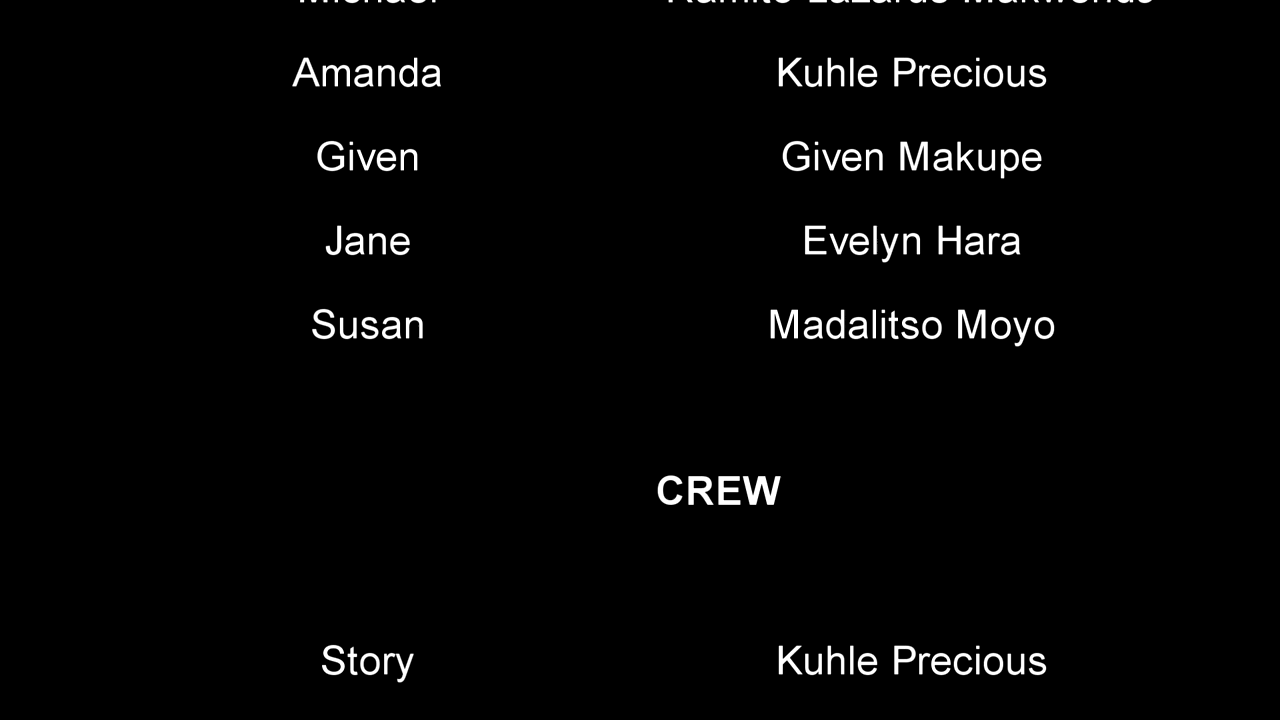 Amanda Kuhle Precious
Given Given Makupe
Jane Evelyn Hara
Susan Madalitso Moyo
CREW
Story Kuhle Precious